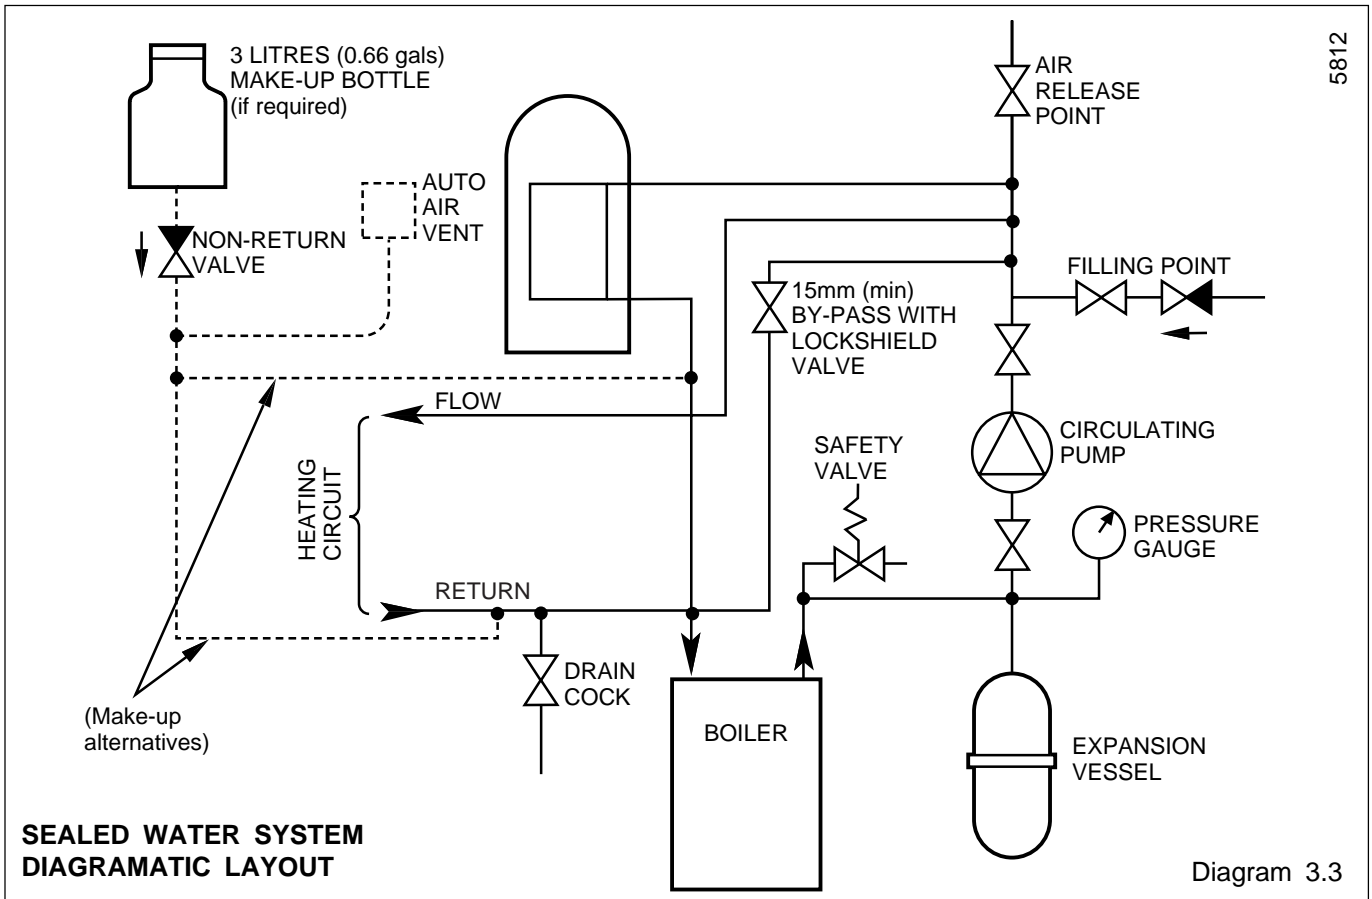 3 LITRES (0.66 gals)
MAKE-UP BOTTLE
(if required)
5812
AIR
RELEASE
POINT
AUTO
AIR
VENT
NON-RETURN
VALVE
FILLING POINT
15mm (min)
BY-PASS WITH
LOCKSHIELD
VALVE
FLOW
CIRCULATING
PUMP
SAFETY
VALVE
HEATING
CIRCUIT
PRESSURE
GAUGE
RETURN
DRAIN
COCK
(Make-up
alternatives)
BOILER
EXPANSION
VESSEL
SEALED WATER SYSTEM
DIAGRAMATIC LAYOUT
Diagram 3.3